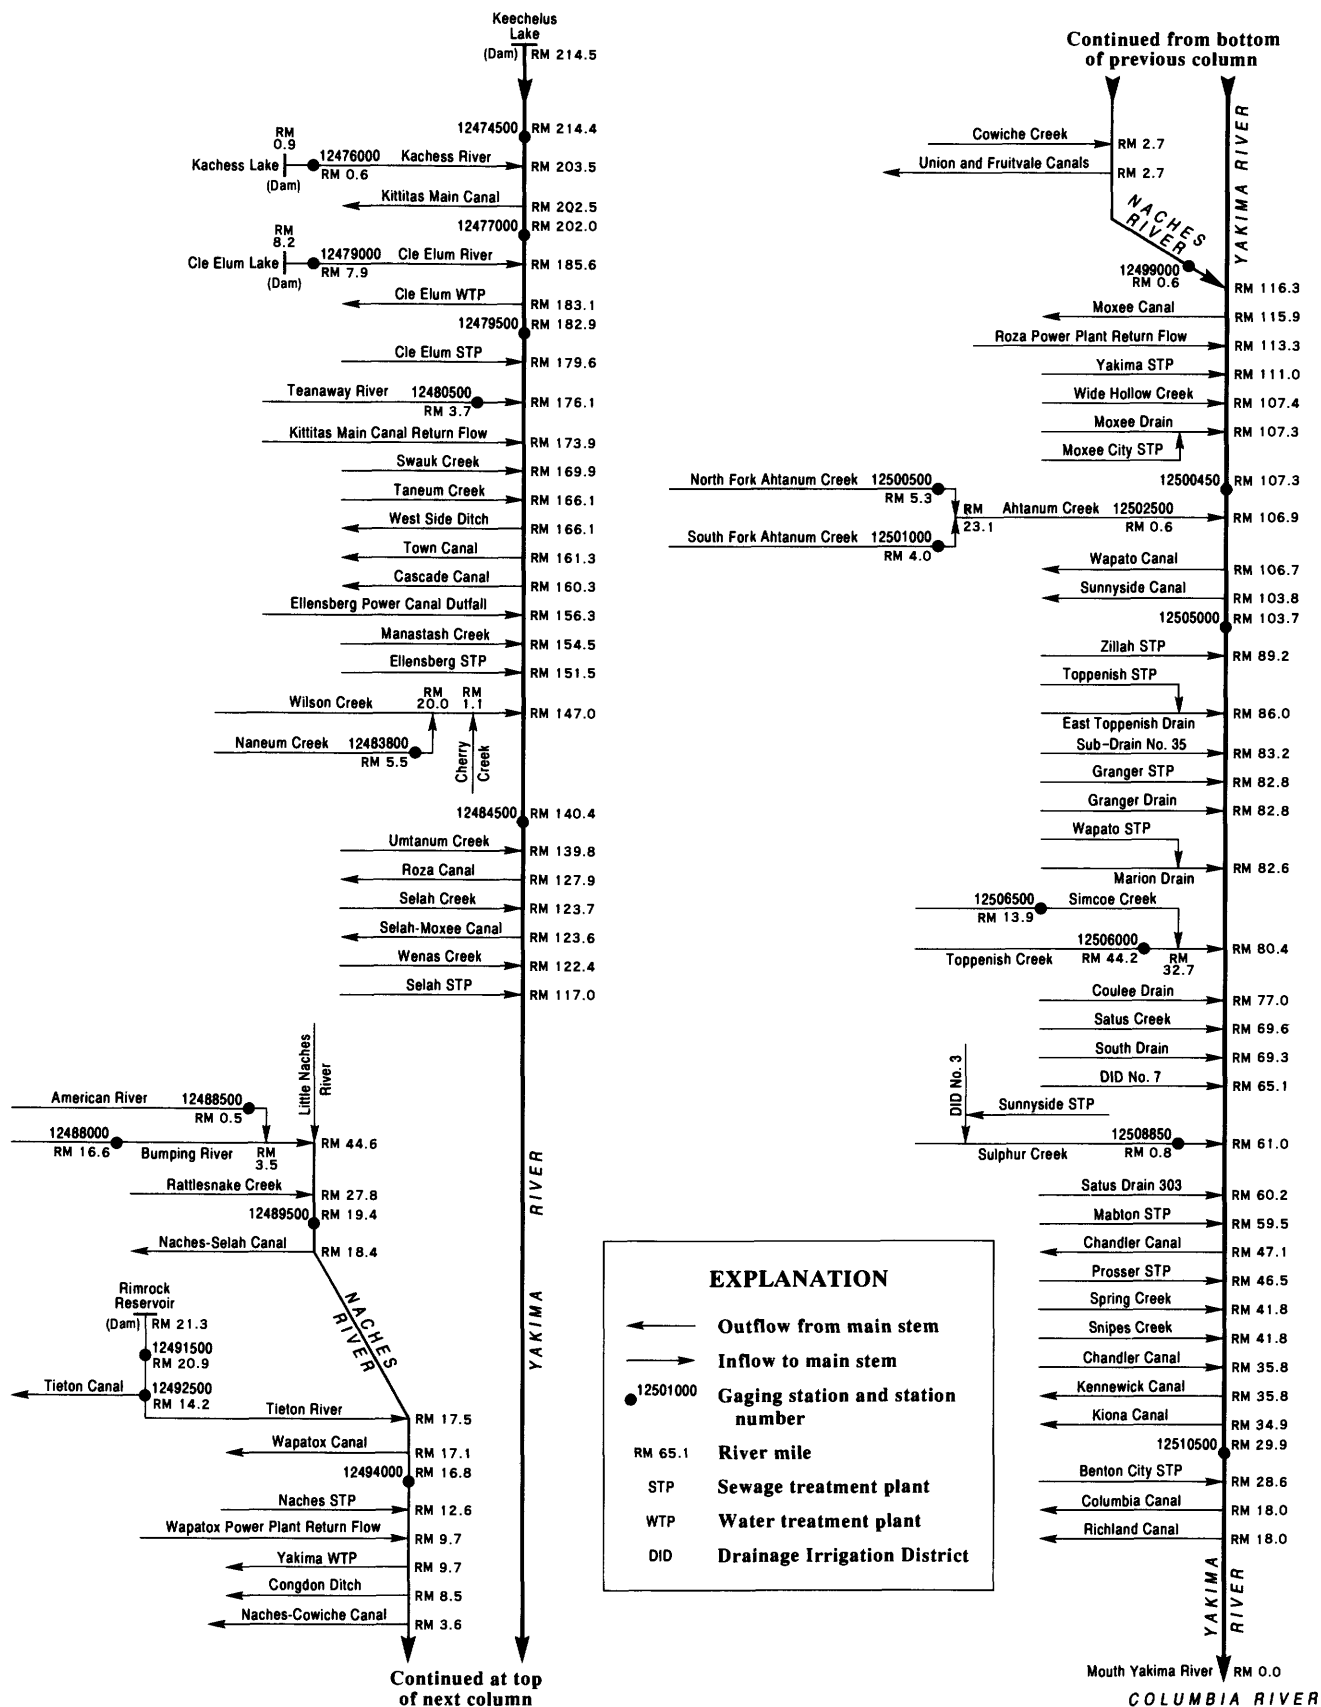 Keechelus
Lake
(Dam) RM 214.5
12474500 RM 214.4
RM
0.9
12476000 Kachess River
Kachess Lake RM 0.6 RM 203.5
(Dam)
Kittitas Main Canal
RM 202.5
12477000 RM 202.0
RM
8.2
12479000 Cle Elum River
Cle Elum Lake RM 7.9 RM 185.6
(Dam)
Cle Elum WTP
RM 183.1
12479500 RM 182.9
Cle Elum STP
RM 179.6
Teanaway River 12480500
RM 3.7 RM 176.1
Kittitas Main Canal Return Flow
RM 173.9
Swauk Creek
RM 169.9
Taneum Creek
RM 166.1
West Side Ditch
RM 166.1
Town Canal
RM 161.3
Cascade Canal
RM 160.3
Ellensberg Power Canal Outfall
RM 156.3
Manastash Creek
RM 154.5
Ellensberg STP
RM 151.5
Wilson Creek RM 20.0 RM 1.1
RM 147.0
Naneum Creek 12483800
RM 5.5
Cherry
Creek
12484500 RM 140.4
Umtanum Creek
RM 139.8
Roza Canal
RM 127.9
Selah Creek
RM 123.7
Selah-Moxee Canal
RM 123.6
Wenas Creek
RM 122.4
Selah STP
RM 117.0
Little Naches
River
American River 12488500
RM 0.5
12488000
RM 16.6 Bumping River RM 3.5 RM 44.6
Rattlesnake Creek
RM 27.8
12489500 RM 19.4
Naches-Selah Canal
RM 18.4
NACHES
RIVER
YAKIMA RIVER
Rimrock
Reservoir
(Dam) RM 21.3
12491500
RM 20.9
Tieton Canal 12492500
RM 14.2
Tieton River
RM 17.5
Wapatox Canal
RM 17.1
12494000 RM 16.8
Naches STP
RM 12.6
Wapatox Power Plant Return Flow
RM 9.7
Yakima WTP
RM 9.7
Congdon Ditch
RM 8.5
Naches-Cowiche Canal
RM 3.6
Continued at top
of next column
Continued from bottom
of previous column
YAKIMA RIVER
Cowiche Creek
RM 2.7
Union and Fruitvale Canals
RM 2.7
NACHES
RIVER
12499000
RM 0.6
RM 116.3
Moxee Canal
RM 115.9
Roza Power Plant Return Flow
RM 113.3
Yakima STP
RM 111.0
Wide Hollow Creek
RM 107.4
Moxee Drain
RM 107.3
Moxee City STP
12500450 RM 107.3
North Fork Ahtanum Creek 12500500
RM 5.3
RM 23.1 Ahtanum Creek 12502500
RM 0.6 RM 106.9
South Fork Ahtanum Creek 12501000
RM 4.0
Wapato Canal
RM 106.7
Sunnyside Canal
RM 103.8
12505000 RM 103.7
Zillah STP
RM 89.2
Toppenish STP
East Toppenish Drain RM 86.0
Sub-Drain No. 35
RM 83.2
Granger STP
RM 82.8
Granger Drain
RM 82.8
Wapato STP
Marion Drain RM 82.6
12506500 Simcoe Creek
RM 13.9
12506000
Toppenish Creek RM 44.2 RM 32.7 RM 80.4
Coulee Drain
RM 77.0
Satus Creek
RM 69.6
South Drain
RM 69.3
DID No. 7
RM 65.1
DID No. 3
Sunnyside STP
12508850
Sulphur Creek RM 0.8 RM 61.0
Satus Drain 303
RM 60.2
Mabton STP
RM 59.5
Chandler Canal
RM 47.1
Prosser STP
RM 46.5
Spring Creek
RM 41.8
Snipes Creek
RM 41.8
Chandler Canal
RM 35.8
Kennewick Canal
RM 35.8
Kiona Canal
RM 34.9
12510500 RM 29.9
Benton City STP
RM 28.6
Columbia Canal
RM 18.0
Richland Canal
RM 18.0
YAKIMA
RIVER
Mouth Yakima River RM 0.0
COLUMBIA RIVER
EXPLANATION
Outflow from main stem
Inflow to main stem
12501000 Gaging station and station
number
RM 65.1 River mile
STP Sewage treatment plant
WTP Water treatment plant
DID Drainage Irrigation District